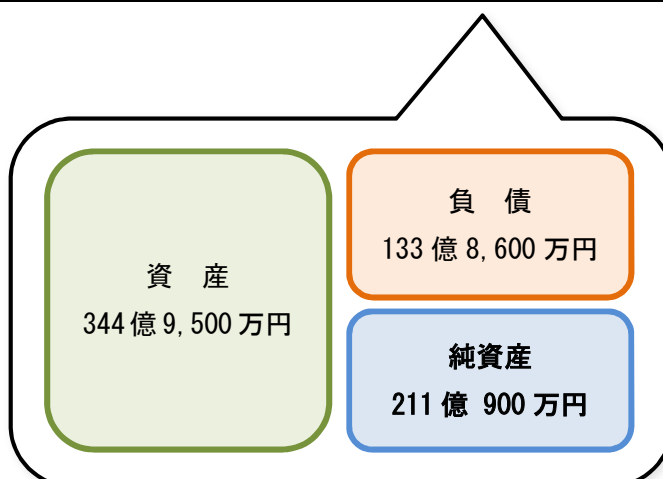 資　産
344億9,500万円
負　債
133億8,600万円
純資産
211億 900万円